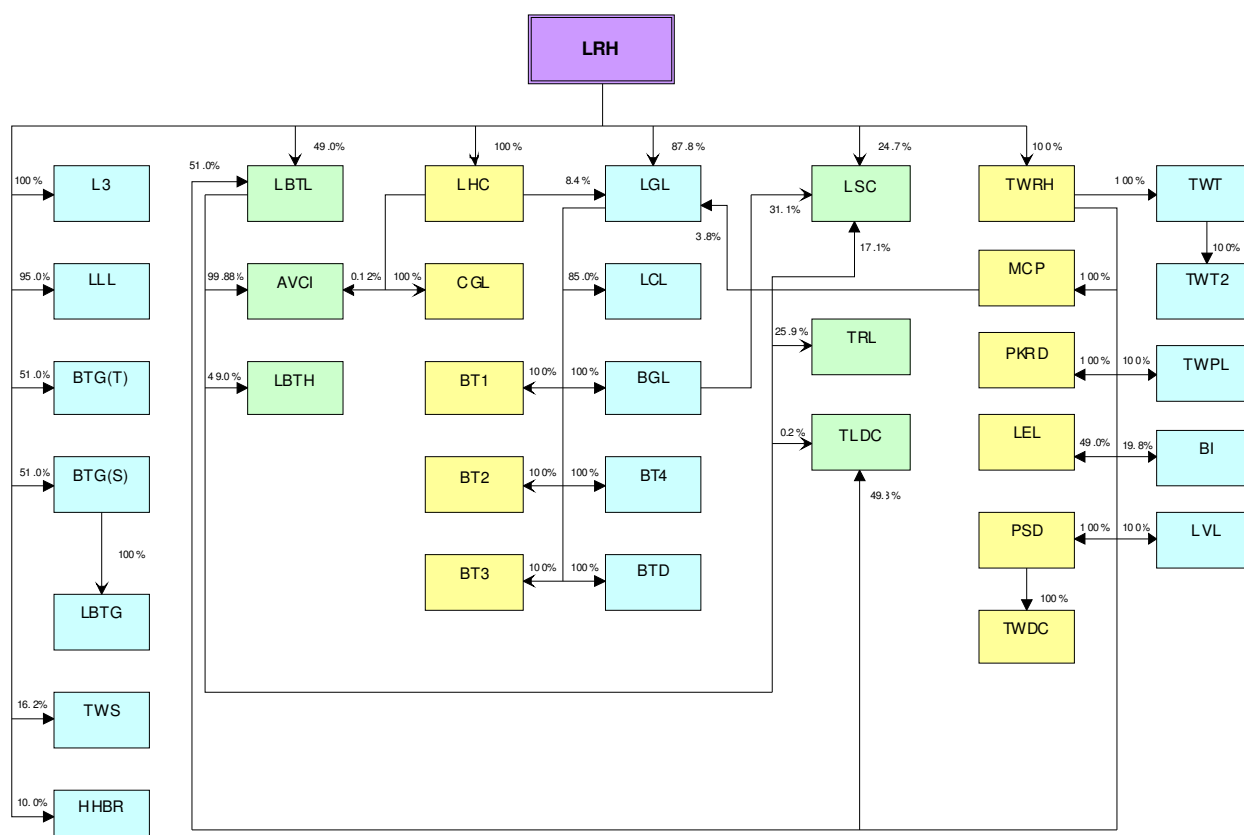 LRH
51.0%
49.0%
100%
87.8%
24.7%
100%
100%
L3
LBTL
LHC
8.4%
LGL
31.1%
LSC
TWRH
100%
TWT
3.8%
17.1%
100%
95.0%
LLL
99.88%
AVCI
0.12%
100%
CGL
85.0%
LCL
MCP
100%
TWT2
25.9%
TRL
51.0%
BTG(T)
49.0%
LBTH
BT1
100%
100%
BGL
PKRD
100%
100%
TWPL
0.2%
TLDC
LEL
49.0%
19.8%
BI
51.0%
BTG(S)
BT2
100%
100%
BT4
PSD
100%
100%
LVL
100%
BT3
100%
100%
BTD
100%
LBTG
TWDC
16.2%
TWS
10.0%
HHBR